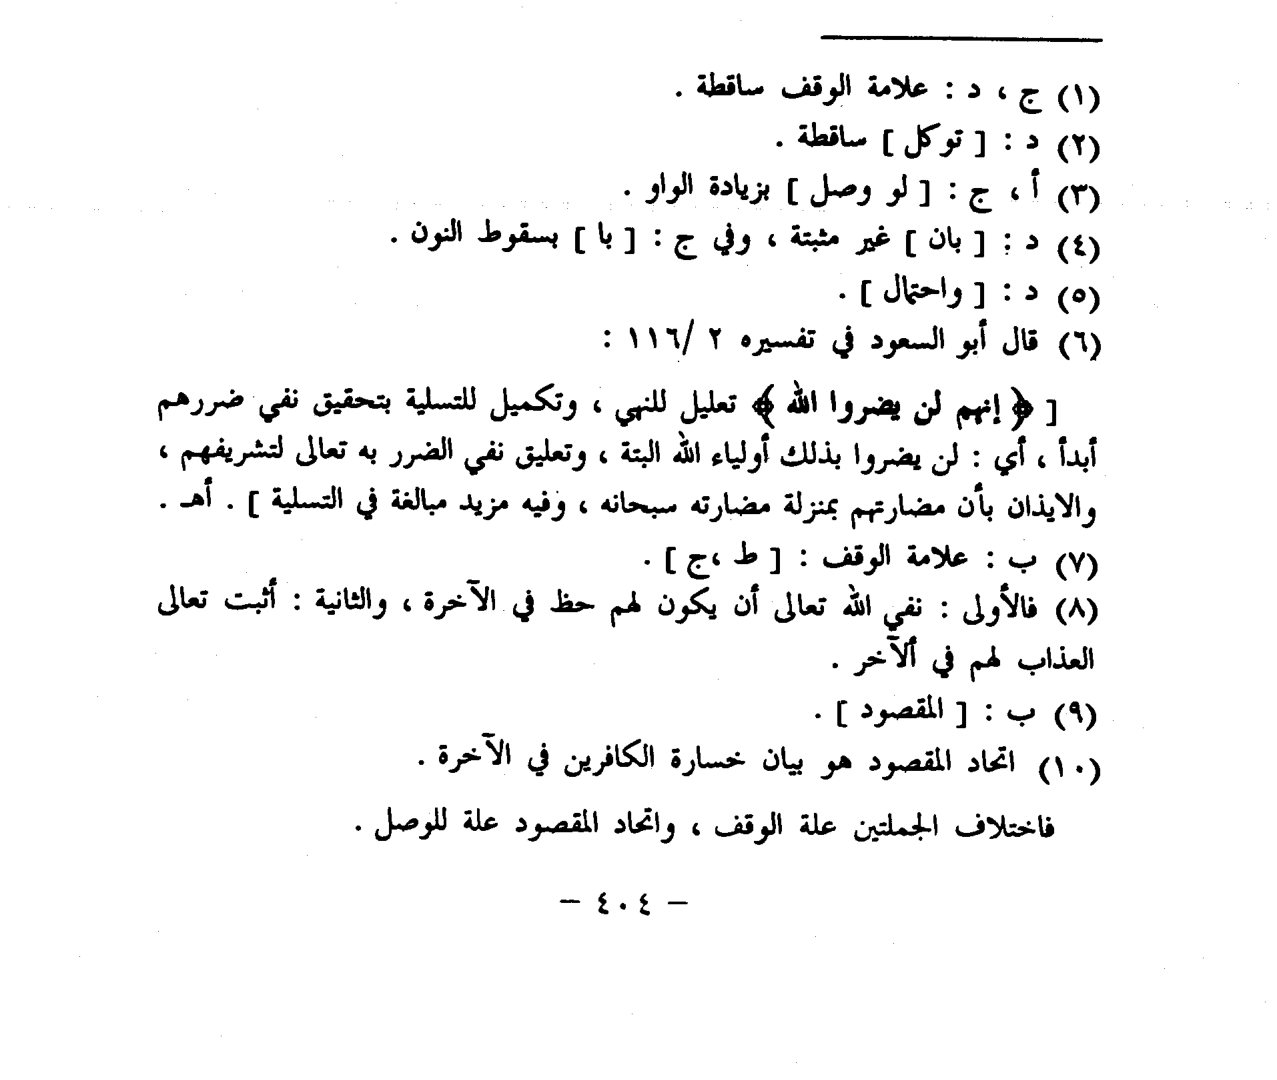 (١) ج ، د : علامة الوقف ساقطة .
(٢) د : [ توكل ] ساقطة .
(٣) أ ، ج : [ لو وصل ] بزيادة الواو .
(٤) د : [ بان ] غير مثبتة ، وفي ج : [ با ] بسقوط النون .
(٥) د : [ واحتمال ] .
(٦) قال أبو السعود في تفسيره ٢ /١١٦ :
[ ﴿ إنهم لن يضروا الله ﴾ تعليل للنهي ، وتكميل للتسلية بتحقيق نفي ضررهم
أبدأ ، أي : لن يضروا بذلك أولياء الله البتة ، وتعليق نفي الضرر به تعالى لتشريفهم ،
والايذان بأن مضارتهم بمنزلة مضارته سبحانه ، وفيه مزيد مبالغة في التسلية ] . أهـ .
(٧) ب : علامة الوقف : [ ط ،ج ] .
(٨) فالأولى : نفي الله تعالى أن يكون لهم حظ في الآخرة ، والثانية : أثبت تعالى
العذاب لهم في ألآخر .
(٩) ب : [ المقصود ] .
(١٠) اتحاد المقصود هو بيان خسارة الكافرين في الآخرة .
فاختلاف الجملتين علة الوقف ، واتحاد المقصود علة للوصل .
– ٤٠٤ –